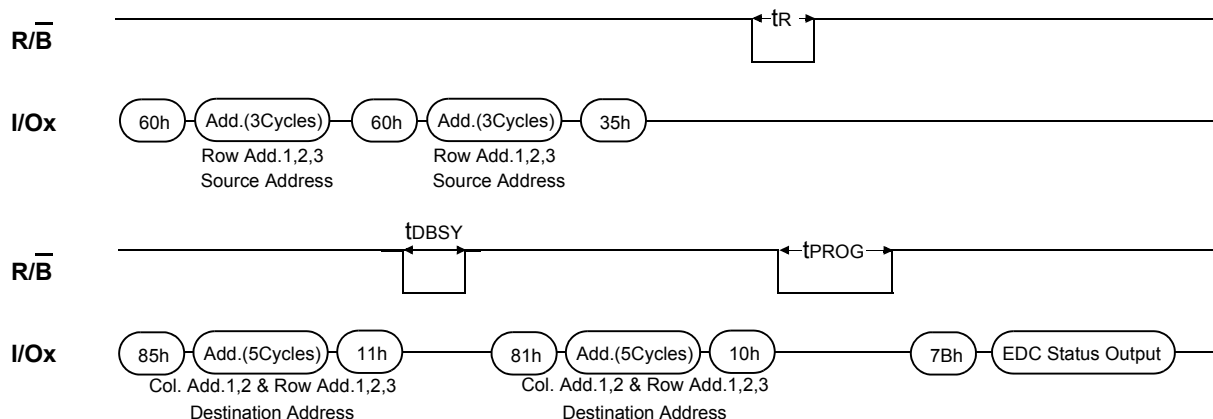 tR
R/B
I/Ox
60h Add.(3Cycles) 60h Add.(3Cycles) 35h
Row Add.1,2,3 Row Add.1,2,3
Source Address Source Address
tDBSY
tPROG
R/B
I/Ox
85h Add.(5Cycles) 11h 81h Add.(5Cycles) 10h 7Bh EDC Status Output
Col. Add.1,2 & Row Add.1,2,3 Col. Add.1,2 & Row Add.1,2,3
Destination Address Destination Address